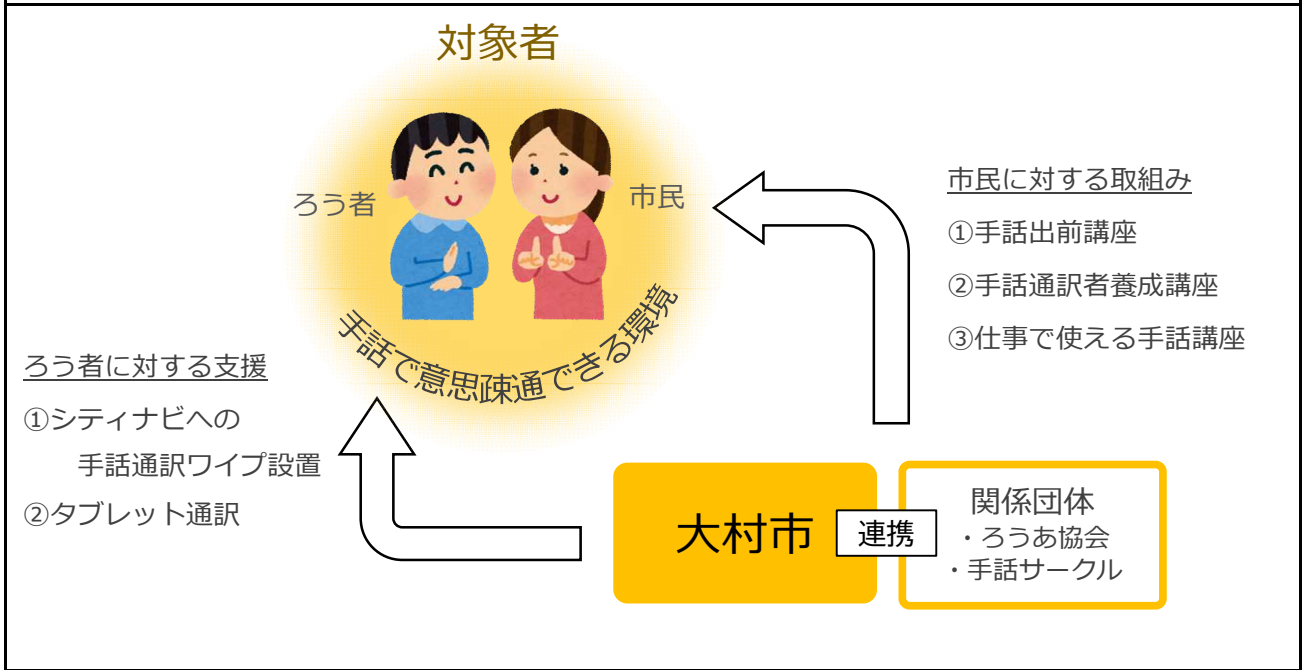 対象者
ろう者
市民
手話で意思疎通できる環境
市民に対する取組み
①手話出前講座
②手話通訳者養成講座
③仕事で使える手話講座
ろう者に対する支援
①シティナビへの
手話通訳ワイプ設置
②タブレット通訳
大村市
連携
関係団体
・ろうあ協会
・手話サークル